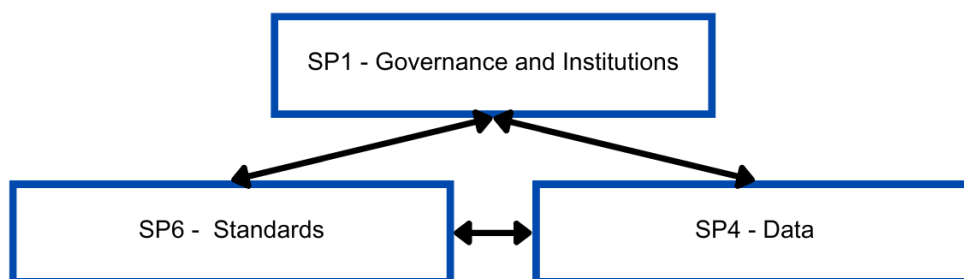 SP1 - Governance and Institutions
SP6 -  Standards
SP4 - Data